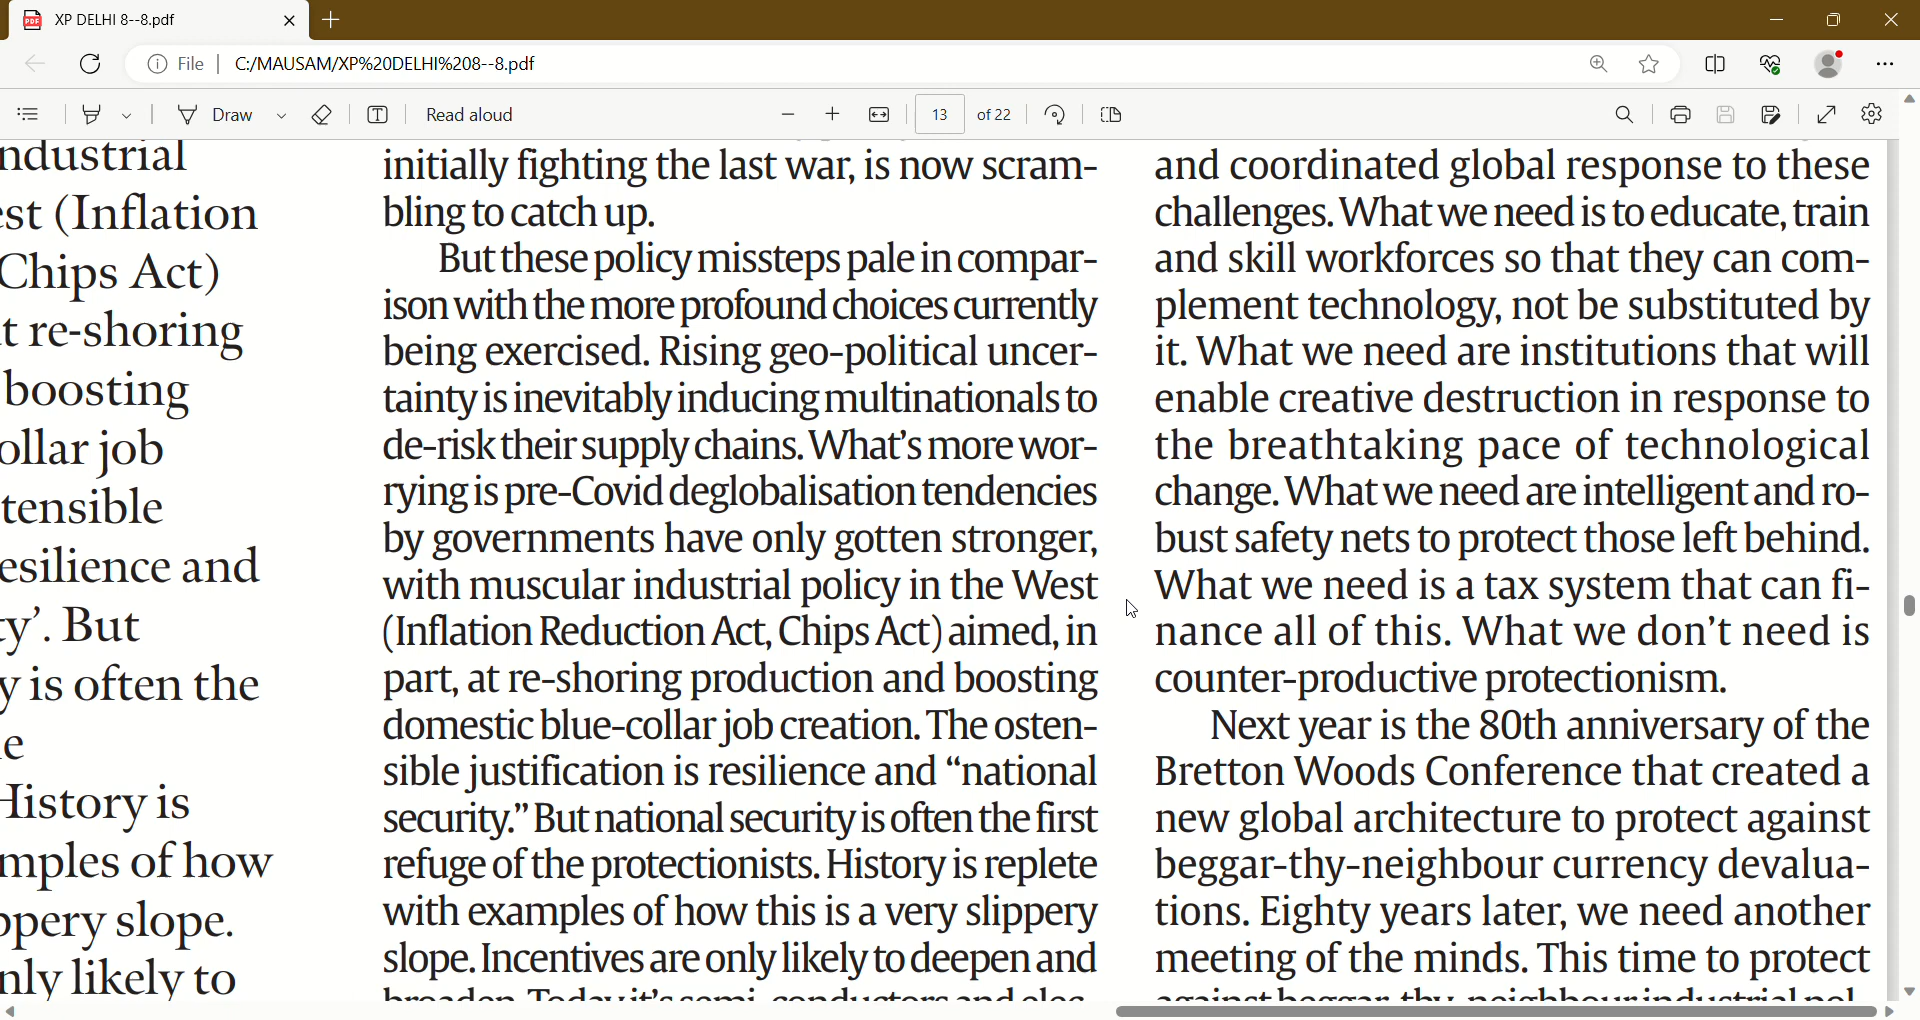 XP DELHI 8--8.pdf
File
C:/MAUSAM/XP%20DELHI%208--8.pdf
Draw
Read aloud
13
of 22
ndustrial
est (Inflation
Chips Act)
t re-shoring
boosting
ollar job
tensible
esilience and
ty’. But
y is often the
e
History is
mples of how
ppery slope.
nly likely to
initially fighting the last war, is now scram-
bling to catch up.
But these policy missteps pale in compar-
ison with the more profound choices currently
being exercised. Rising geo-political uncer-
tainty is inevitably inducing multinationals to
de-risk their supply chains. What’s more wor-
rying is pre-Covid deglobalisation tendencies
by governments have only gotten stronger,
with muscular industrial policy in the West
(Inflation Reduction Act, Chips Act) aimed, in
part, at re-shoring production and boosting
domestic blue-collar job creation. The osten-
sible justification is resilience and “national
security.” But national security is often the first
refuge of the protectionists. History is replete
with examples of how this is a very slippery
slope. Incentives are only likely to deepen and
broaden. Today it’s semi-conductors and elec-
and coordinated global response to these
challenges. What we need is to educate, train
and skill workforces so that they can com-
plement technology, not be substituted by
it. What we need are institutions that will
enable creative destruction in response to
the breathtaking pace of technological
change. What we need are intelligent and ro-
bust safety nets to protect those left behind.
What we need is a tax system that can fi-
nance all of this. What we don’t need is
counter-productive protectionism.
Next year is the 80th anniversary of the
Bretton Woods Conference that created a
new global architecture to protect against
beggar-thy-neighbour currency devalua-
tions. Eighty years later, we need another
meeting of the minds. This time to protect
against beggar-thy-neighbour industrial pol-